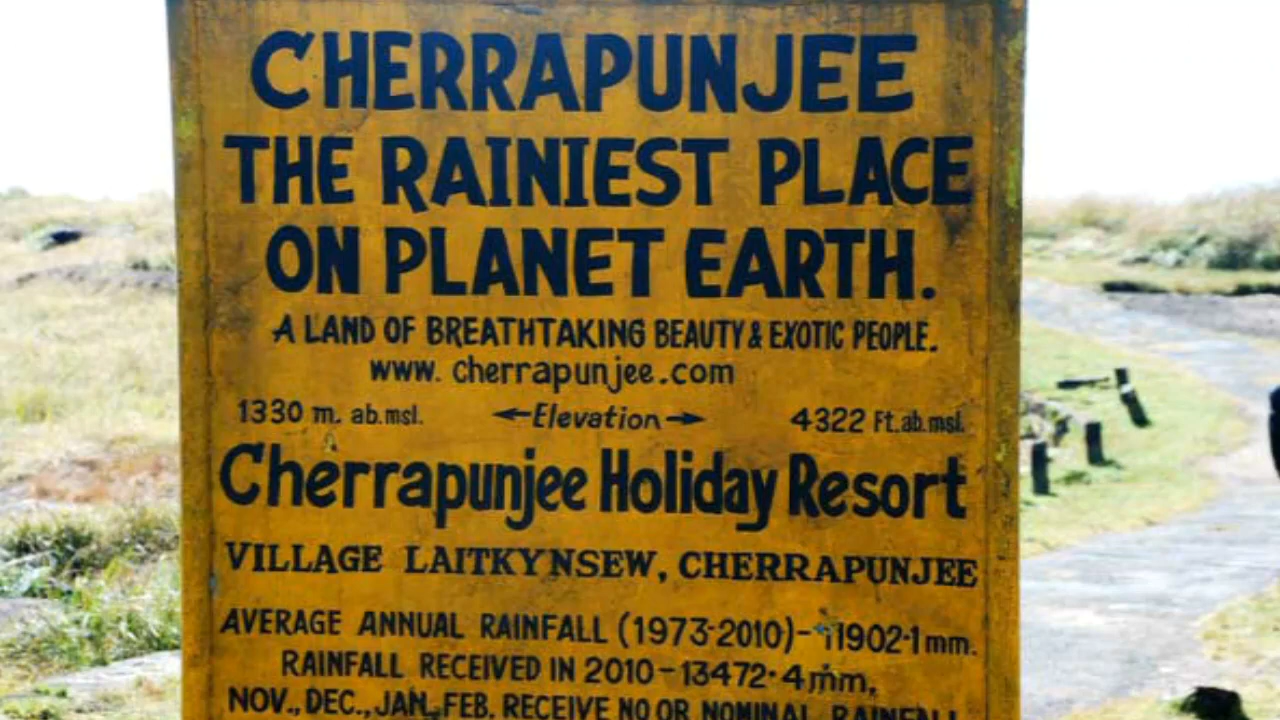 CHERRAPUNJEE
THE RAINIEST PLACE
ON PLANET EARTH.
A LAND OF BREATHTAKING BEAUTY & EXOTIC PEOPLE.
www. cherrapunjee.com
1330 m. ab.msl. ←Elevation→ 4322 Ft.ab.msl.
Cherrapunjee Holiday Resort
VILLAGE LAITKYNSEW, CHERRAPUNJEE
AVERAGE ANNUAL RAINFALL (1973-2010)- 11902·1 mm.
RAINFALL RECEIVED IN 2010-13472·4mm,
NOV., DEC., JAN., FEB. RECEIVE NO OR NOMINAL RAINFALL